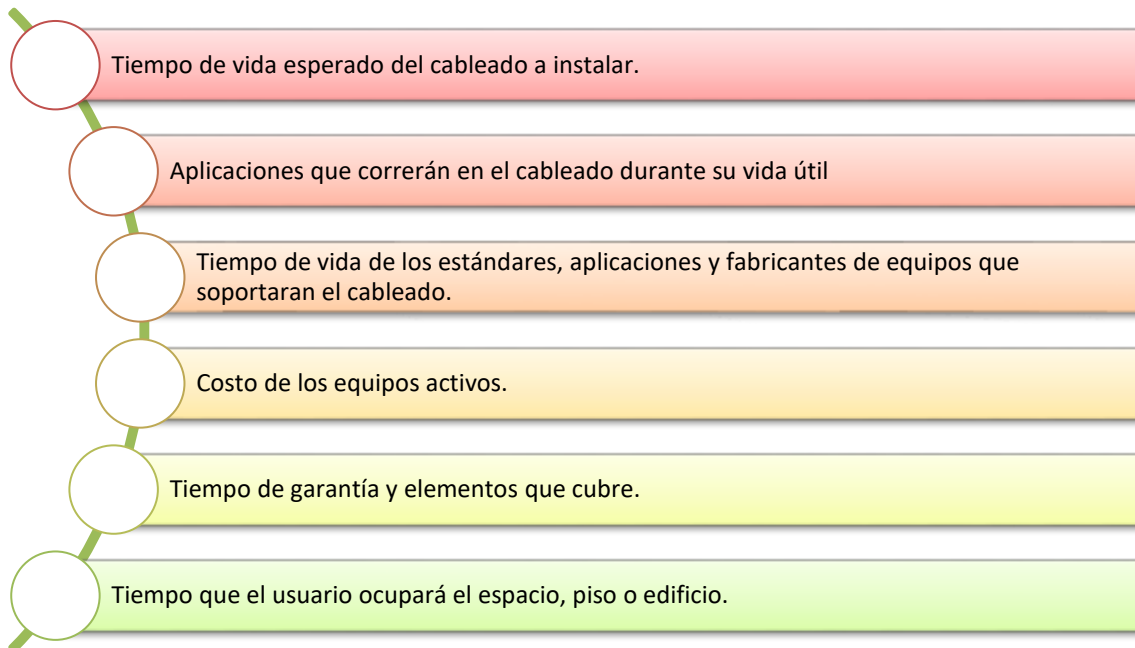 Tiempo de vida esperado del cableado a instalar.
Aplicaciones que correrán en el cableado durante su vida útil
Tiempo de vida de los estándares, aplicaciones y fabricantes de equipos que
soportaran el cableado.
Costo de los equipos activos.
Tiempo de garantía y elementos que cubre.
Tiempo que el usuario ocupará el espacio, piso o edificio.